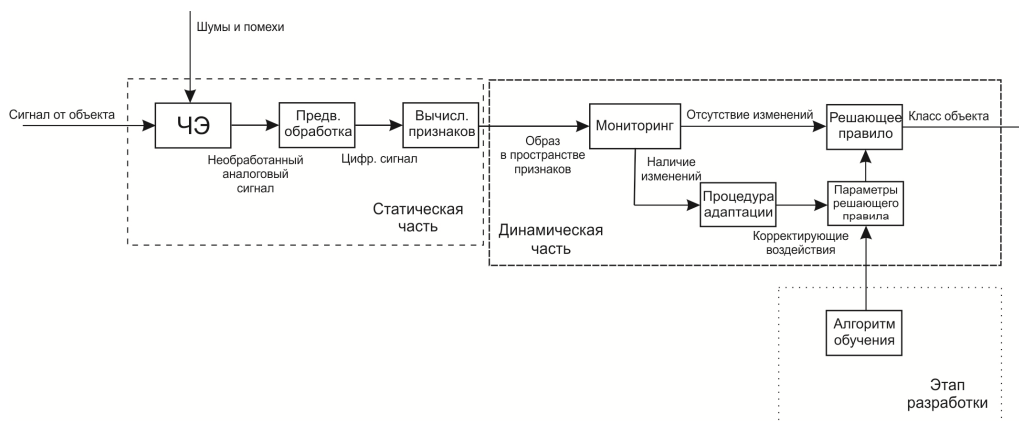 Шумы и помехи
Сигнал от объекта
ЧЭ
Необработанный
аналоговый
сигнал
Предв.
обработка
Цифр. сигнал
Вычисл.
признаков
Статическая
часть
Образ
в пространстве
признаков
Мониторинг
Отсутствие изменений
Решающее
правило
Класс объекта
Наличие
изменений
Процедура
адаптации
Параметры
решающего
правила
Корректирующие
воздействия
Динамическая
часть
Алгоритм
обучения
Этап
разработки